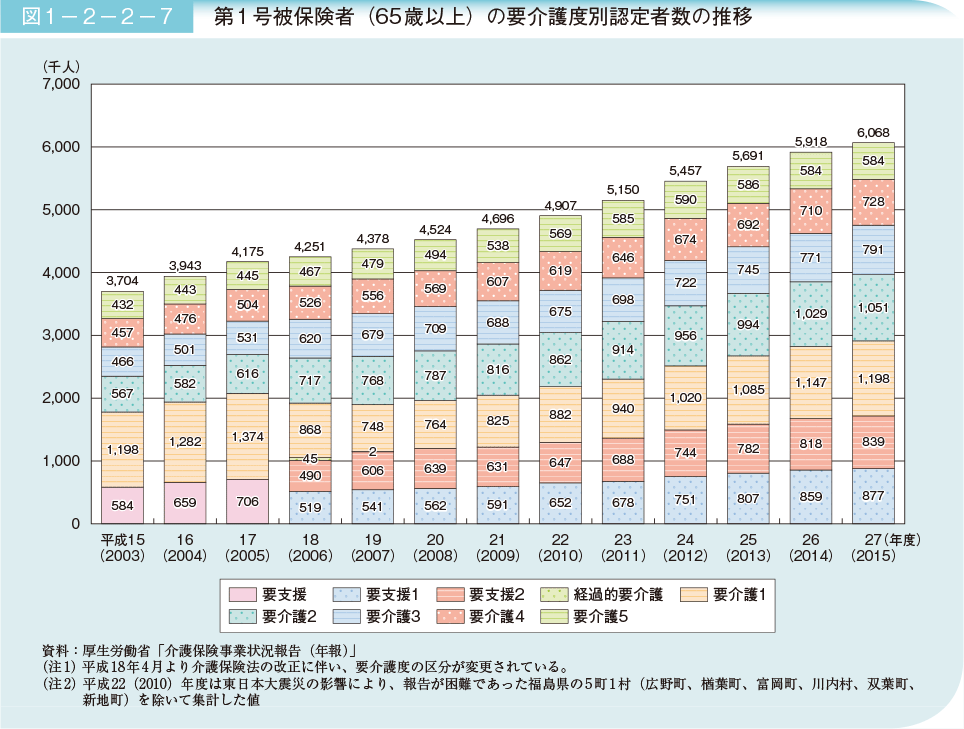 図1-2-2-7 第1号被保険者（65歳以上）の要介護度別認定者数の推移
（千人）
7,000
6,000
5,000
4,000
3,000
2,000
1,000
0
3,704 3,943 4,175 4,251 4,378 4,524 4,696 4,907 5,150 5,457 5,691 5,918 6,068
432 443 445 467 479 494 538 569 585 590 586 584 584
457 476 504 526 556 569 607 619 646 674 692 710 728
466 501 531 620 679 709 688 675 698 722 745 771 791
567 582 616 717 768 787 816 862 914 956 994 1,029 1,051
1,198 1,282 1,374 868 748 764 825 882 940 1,020 1,085 1,147 1,198
45 2
490 606 639 631 647 688 744 782 818 839
584 659 706 519 541 562 591 652 678 751 807 859 877
平成15 16 17 18 19 20 21 22 23 24 25 26 27（年度）
（2003） （2004） （2005） （2006） （2007） （2008） （2009） （2010） （2011） （2012） （2013） （2014） （2015）
要支援 要支援1 要支援2 経過的要介護 要介護1
要介護2 要介護3 要介護4 要介護5
資料：厚生労働省「介護保険事業状況報告（年報）」
（注1）平成18年4月より介護保険法の改正に伴い、要介護度の区分が変更されている。
（注2）平成22（2010）年度は東日本大震災の影響により、報告が困難であった福島県の5町1村（広野町、楢葉町、富岡町、川内村、双葉町、
新地町）を除いて集計した値